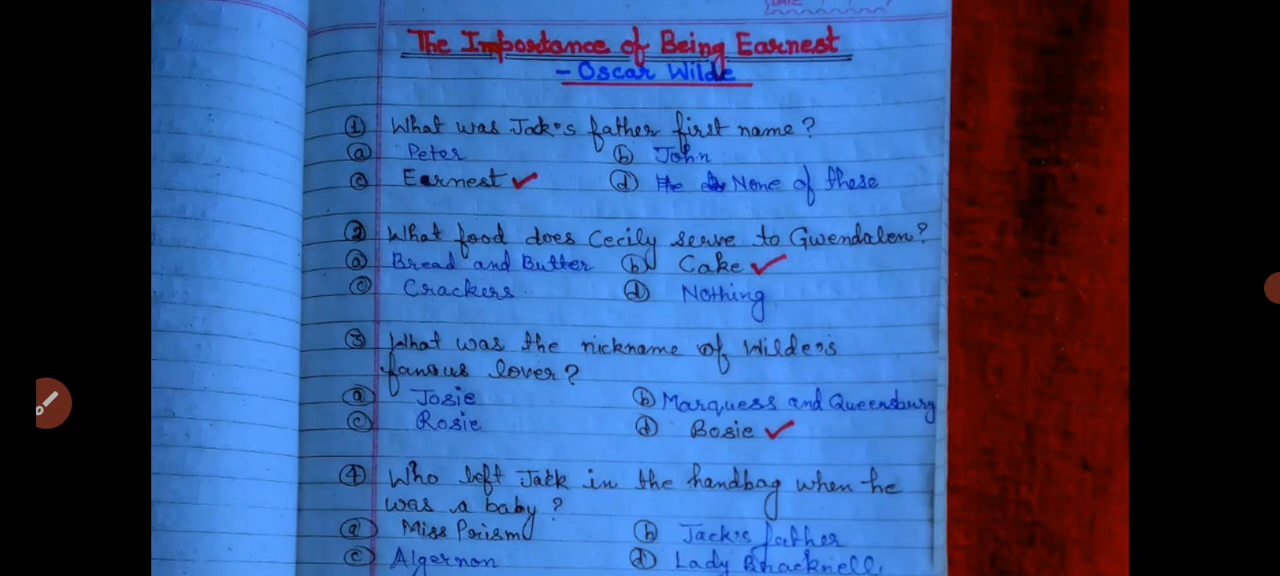 The Importance of Being Earnest
- Oscar Wilde
① What was Jack's father first name?
ⓐ Peter ⓑ John
ⓒ Earnest ✓ ⓓ None of these
② What food does Cecily serve to Gwendolen?
ⓐ Bread and Butter ⓑ Cake ✓
ⓒ Crackers ⓓ Nothing
③ What was the nickname of Wilde's
famous lover?
ⓐ Josie ⓑ Marquess and Queensbury
ⓒ Rosie ⓓ Bosie ✓
④ Who left Jack in the handbag when he
was a baby?
ⓐ Miss Prism ⓑ Jack's father
ⓒ Algernon ⓓ Lady Bracknell